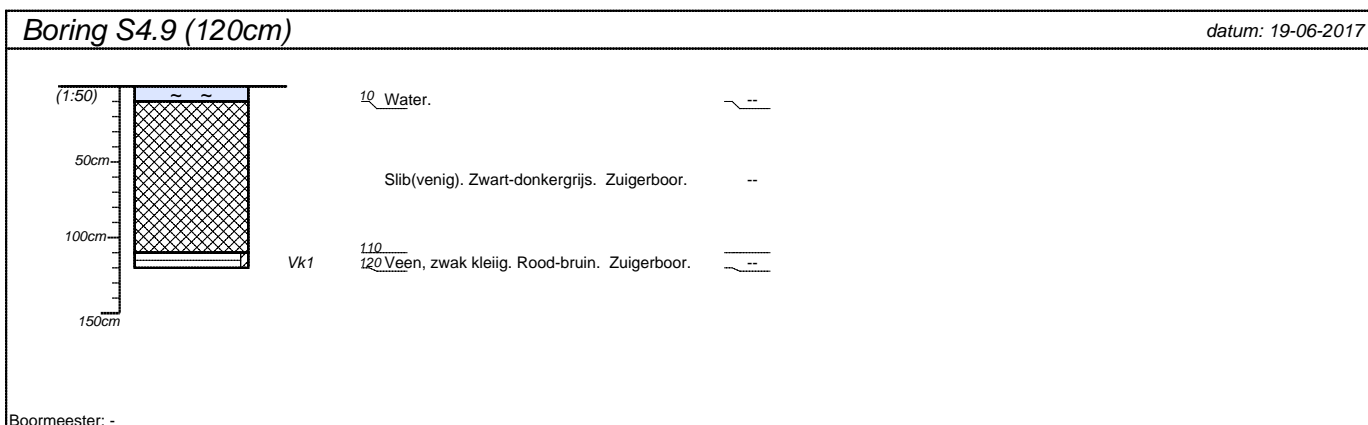 Boring S4.9 (120cm) datum: 19-06-2017
(1:50) ~ ~ 10 Water. --
50cm
Slib(venig). Zwart-donkergrijs. Zuigerboor. --
100cm
110
Vk1 120 Veen, zwak kleiig. Rood-bruin. Zuigerboor. --
150cm
Boormeester: -